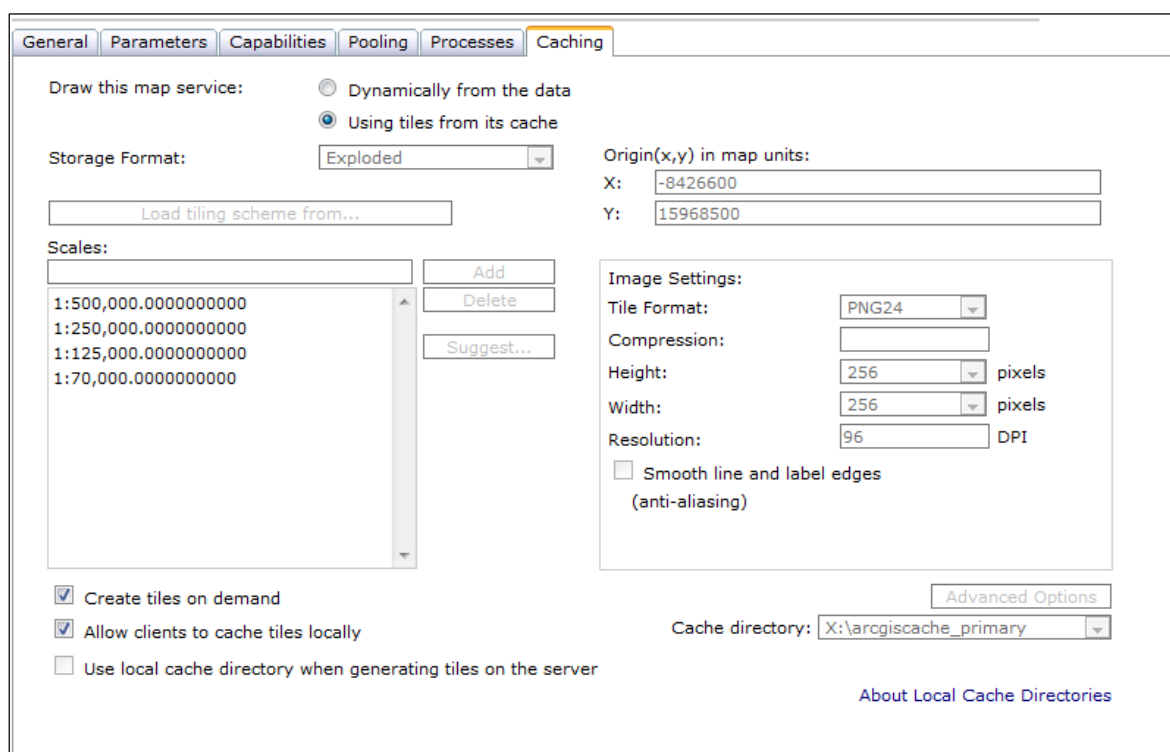 General Parameters Capabilities Pooling Processes Caching
Draw this map service:
Dynamically from the data
Using tiles from its cache
Storage Format: Exploded
Origin(x,y) in map units:
X: -8426600
Y: 15968500
Load tiling scheme from...
Scales:
Add
Delete
Suggest...
1:500,000.0000000000
1:250,000.0000000000
1:125,000.0000000000
1:70,000.0000000000
Image Settings:
Tile Format: PNG24
Compression:
Height: 256 pixels
Width: 256 pixels
Resolution: 96 DPI
Smooth line and label edges
(anti-aliasing)
Create tiles on demand
Allow clients to cache tiles locally
Use local cache directory when generating tiles on the server
Advanced Options
Cache directory: X:\arcgiscache_primary
About Local Cache Directories